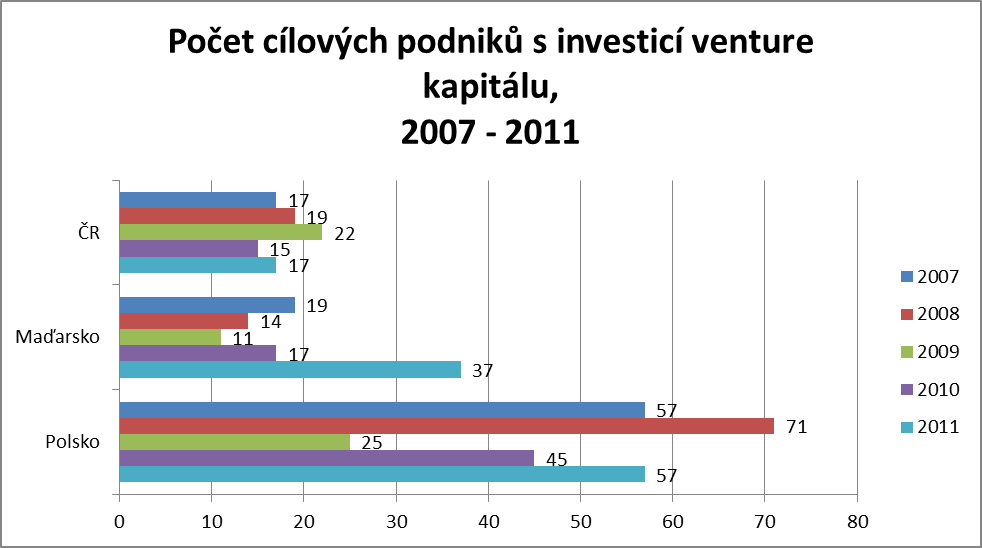 Počet cílových podniků s investicí venture
kapitálu,
2007 - 2011
ČR
17
19
22
15
17
Maďarsko
19
14
11
17
37
Polsko
57
71
25
45
57
0 10 20 30 40 50 60 70 80
2007
2008
2009
2010
2011